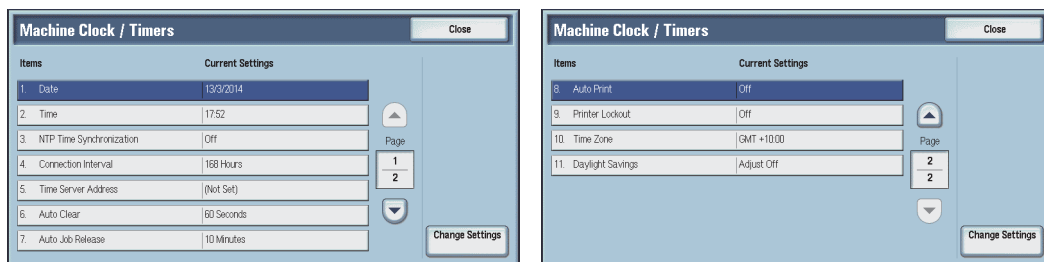 Machine Clock / Timers
Close
Items Current Settings
1. Date 13/3/2014
2. Time 17:52
3. NTP Time Synchronization Off
4. Connection Interval 168 Hours
5. Time Server Address (Not Set)
6. Auto Clear 60 Seconds
7. Auto Job Release 10 Minutes
Page
1
2
Change Settings
Machine Clock / Timers
Close
Items Current Settings
8. Auto Print Off
9. Printer Lockout Off
10. Time Zone GMT +10:00
11. Daylight Savings Adjust Off
Page
2
2
Change Settings